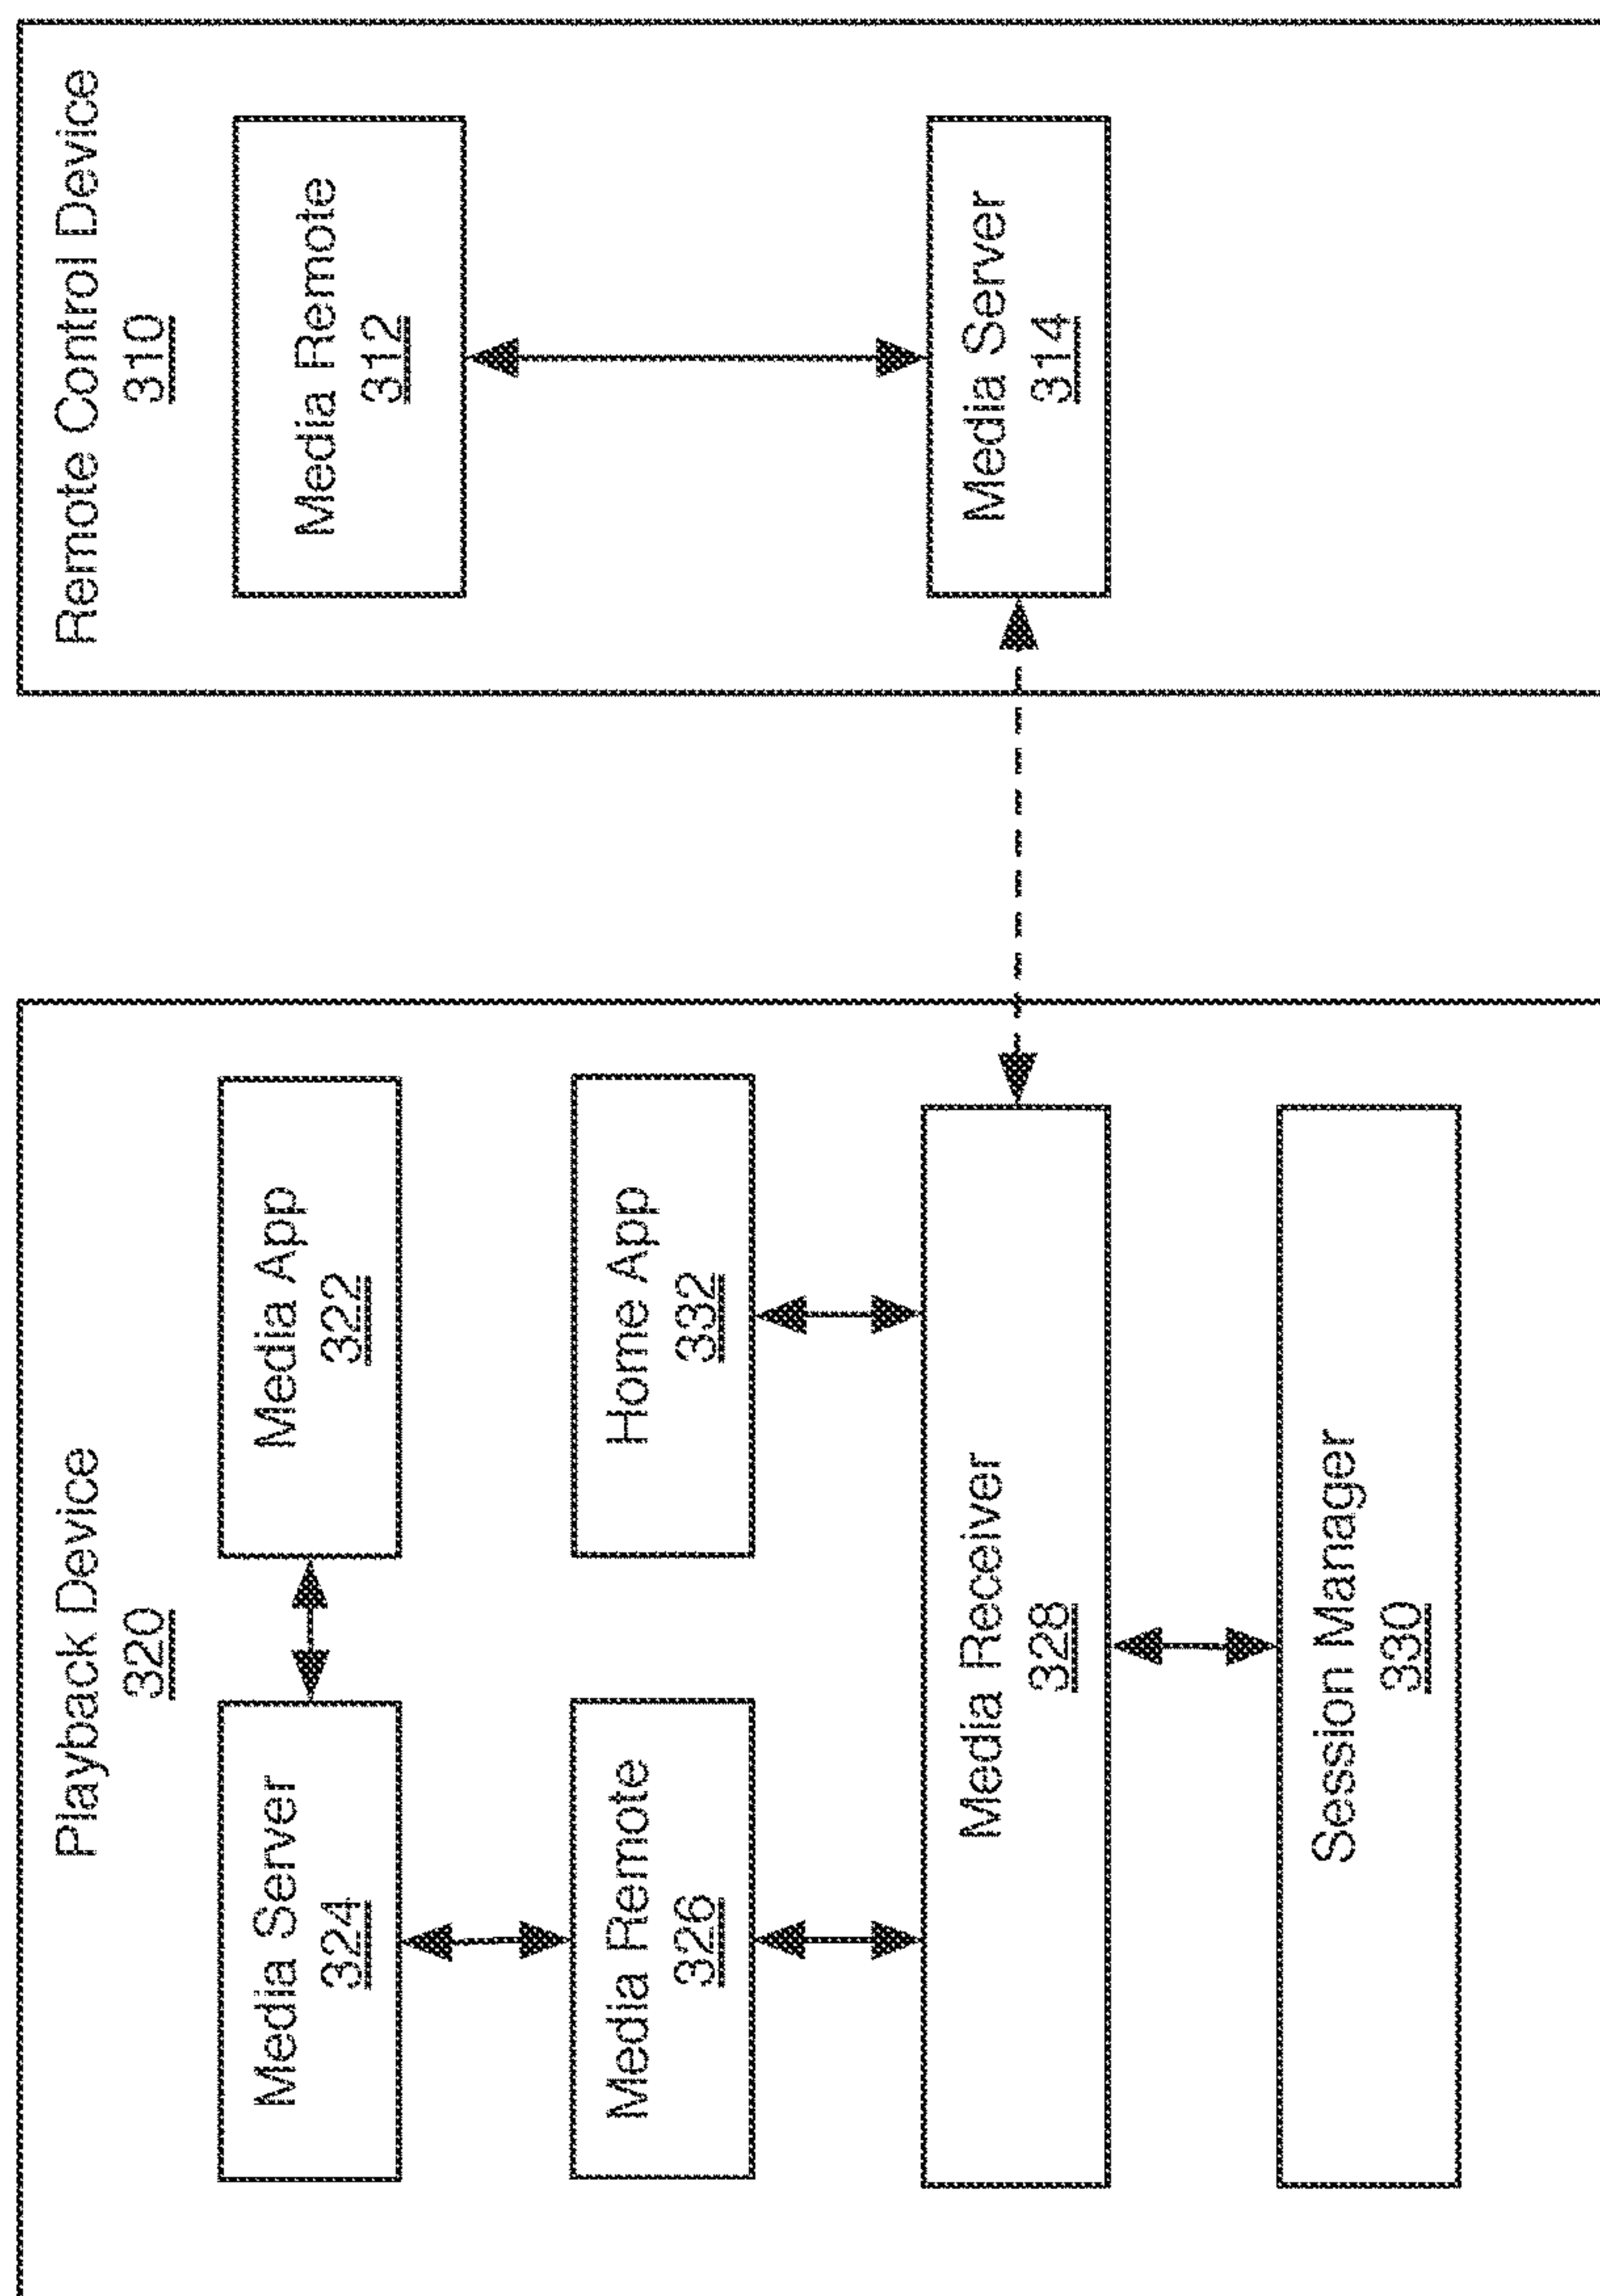 Playback Device
320
Media Server
324
Media App
322
Media Remote
326
Home App
332
Media Receiver
328
Session Manager
330
Remote Control Device
310
Media Remote
312
Media Server
314